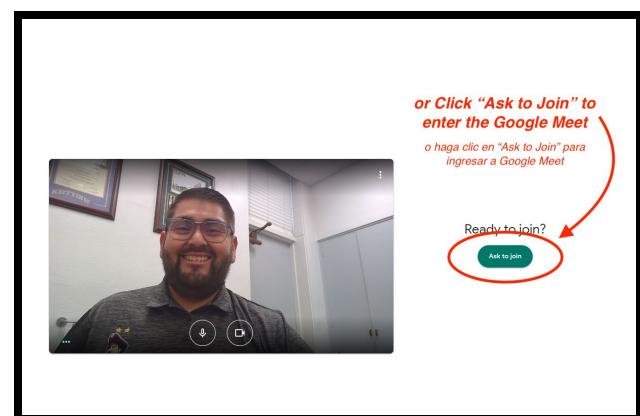 or Click “Ask to Join” to
enter the Google Meet
o haga clic en “Ask to Join” para
ingresar a Google Meet
Ready to join?
Ask to join